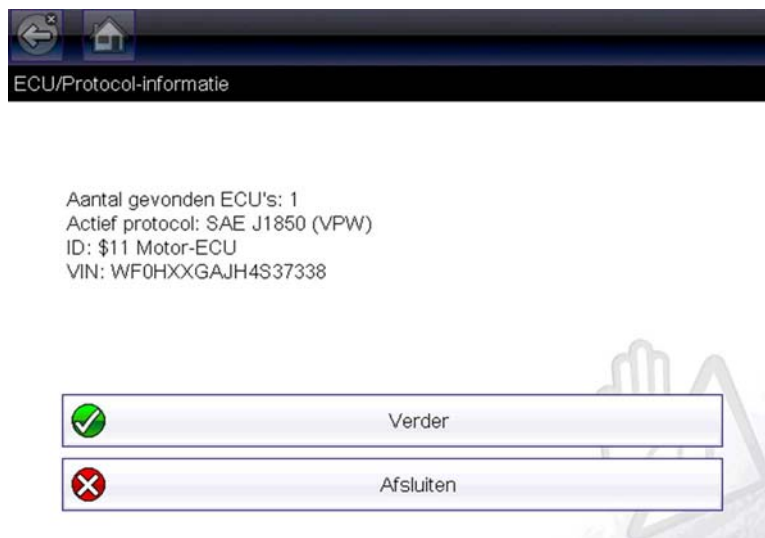 ECU/Protocol-informatie
Aantal gevonden ECU's: 1
Actief protocol: SAE J1850 (VPW)
ID: $11 Motor-ECU
VIN: WF0HXXGAJH4S37338
Verder
Afsluiten